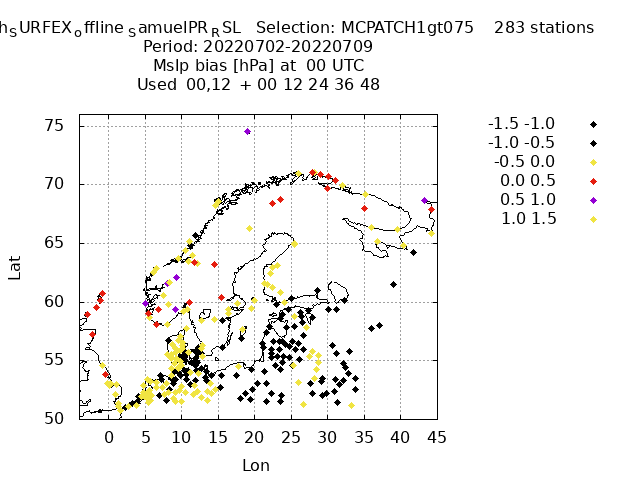 hSURFEXoffline SamuelPRRSL Selection: MCPATCH1gt075 283 stations
Period: 20220702-20220709
Mslp bias [hPa] at 00 UTC
Used 00,12 + 00 12 24 36 48
-1.5 -1.0
-1.0 -0.5
-0.5 0.0
0.0 0.5
0.5 1.0
1.0 1.5
75
70
65
60
55
50
Lat
0 5 10 15 20 25 30 35 40 45
Lon